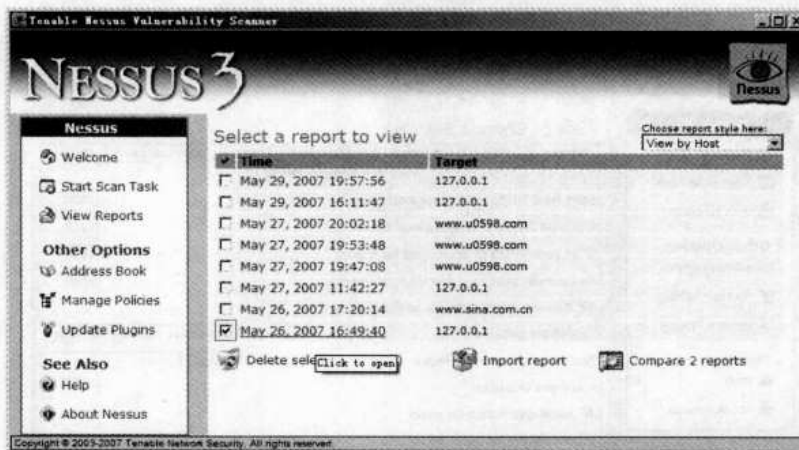 Tenable Nessus Vulnerability Scanner
NESSUS 3
Nessus
Nessus
Welcome
Start Scan Task
View Reports
Other Options
Address Book
Manage Policies
Update Plugins
See Also
Help
About Nessus
Select a report to view
Choose report style here:
View by Host
Time Target
May 29, 2007 19:57:56 127.0.0.1
May 29, 2007 16:11:47 127.0.0.1
May 27, 2007 20:02:18 www.u0598.com
May 27, 2007 19:53:48 www.u0598.com
May 27, 2007 19:47:08 www.u0598.com
May 27, 2007 11:42:27 127.0.0.1
May 26, 2007 17:20:14 www.sina.com.cn
May 26, 2007 16:49:40 127.0.0.1
Delete sele
Click to open
Import report
Compare 2 reports
Copyright © 2003-2007 Tenable Network Security. All rights reserved.